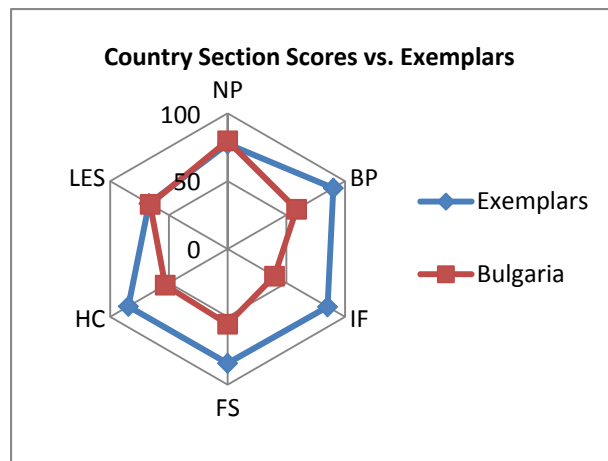 Country Section Scores vs. Exemplars
NP
100
LES
BP
50
Exemplars
0
Bulgaria
HC
IF
FS